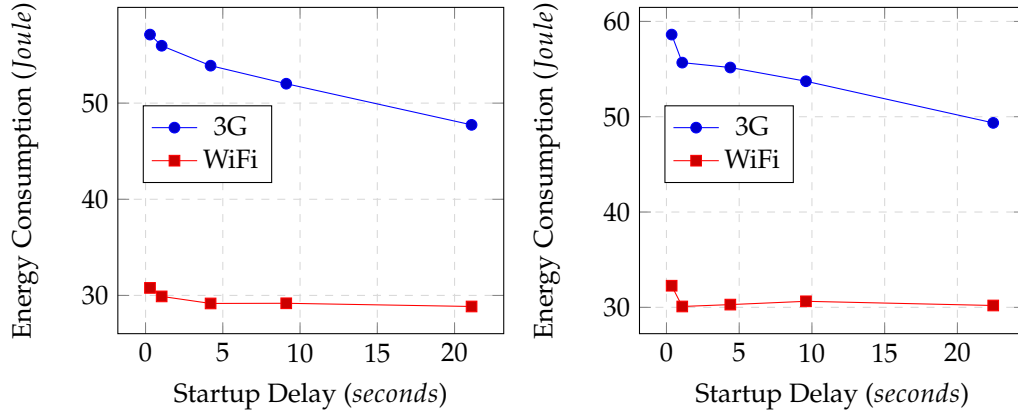 Energy Consumption (Joule)
50
40
30
3G
WiFi
0 5 10 15 20
Startup Delay (seconds)
Energy Consumption (Joule)
60
50
40
30
3G
WiFi
0 5 10 15 20
Startup Delay (seconds)